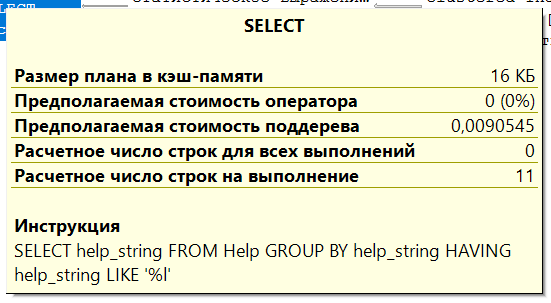 SELECT
Размер плана в кэш-памяти 16 КБ
Предполагаемая стоимость оператора 0 (0%)
Предполагаемая стоимость поддерева 0,0090545
Расчетное число строк для всех выполнений 0
Расчетное число строк на выполнение 11
Инструкция
SELECT help_string FROM Help GROUP BY help_string HAVING
help_string LIKE '%l'